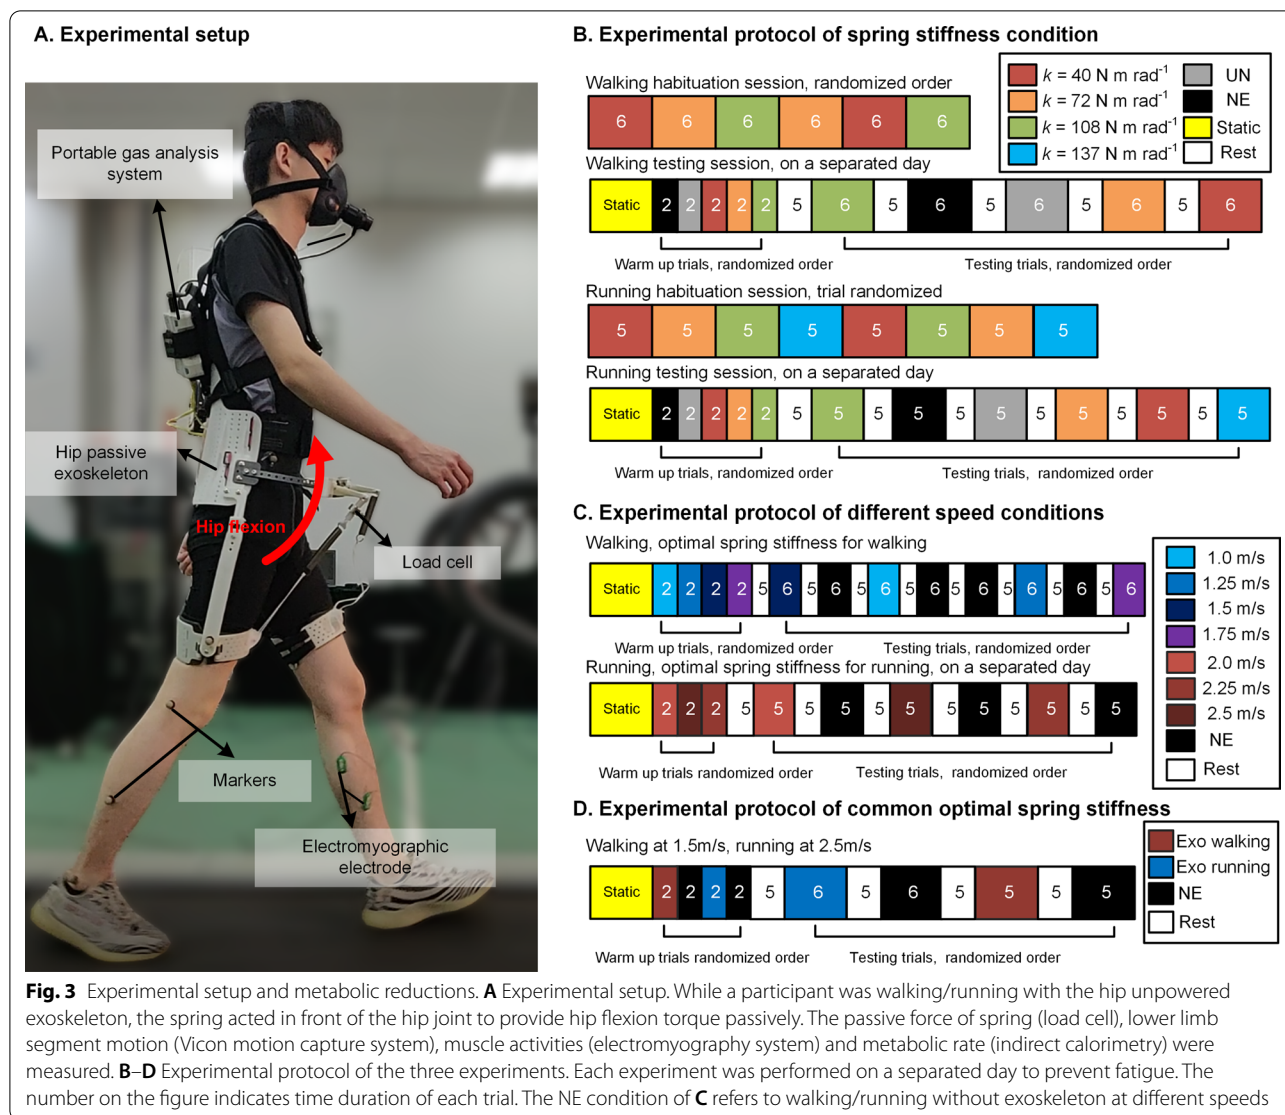 A. Experimental setup
Portable gas analysis
system
Hip passive
exoskeleton
Hip flexion
Load cell
Markers
Electromyographic
electrode
B. Experimental protocol of spring stiffness condition
k = 40 N m rad-1
UN
k = 72 N m rad-1
NE
k = 108 N m rad-1
Static
k = 137 N m rad-1
Rest
Walking habituation session, randomized order
6 6 6 6 6 6
Walking testing session, on a separated day
Static 2 2 2 2 2 5 6 5 6 5 6 5 6 5 6
Warm up trials, randomized order
Testing trials, randomized order
Running habituation session, trial randomized
5 5 5 5 5 5 5 5
Running testing session, on a separated day
Static 2 2 2 2 2 5 5 5 5 5 5 5 5 5 5 5 5
Warm up trials, randomized order
Testing trials, randomized order
C. Experimental protocol of different speed conditions
Walking, optimal spring stiffness for walking
Static 2 2 2 2 5 6 5 6 5 6 5 6 5 6 5 6 5 6 5 6
Warm up trials, randomized order
Testing trials, randomized order
Running, optimal spring stiffness for running, on a separated day
Static 2 2 2 5 5 5 5 5 5 5 5 5 5 5 5
Warm up trials randomized order
Testing trials, randomized order
1.0 m/s
1.25 m/s
1.5 m/s
1.75 m/s
2.0 m/s
2.25 m/s
2.5 m/s
NE
Rest
D. Experimental protocol of common optimal spring stiffness
Walking at 1.5m/s, running at 2.5m/s
Static 2 2 2 2 5 6 5 6 5 5 5 5
Warm up trials randomized order
Testing trials, randomized order
Exo walking
Exo running
NE
Rest
Fig. 3 Experimental setup and metabolic reductions. A Experimental setup. While a participant was walking/running with the hip unpowered
exoskeleton, the spring acted in front of the hip joint to provide hip flexion torque passively. The passive force of spring (load cell), lower limb
segment motion (Vicon motion capture system), muscle activities (electromyography system) and metabolic rate (indirect calorimetry) were
measured. B–D Experimental protocol of the three experiments. Each experiment was performed on a separated day to prevent fatigue. The
number on the figure indicates time duration of each trial. The NE condition of C refers to walking/running without exoskeleton at different speeds